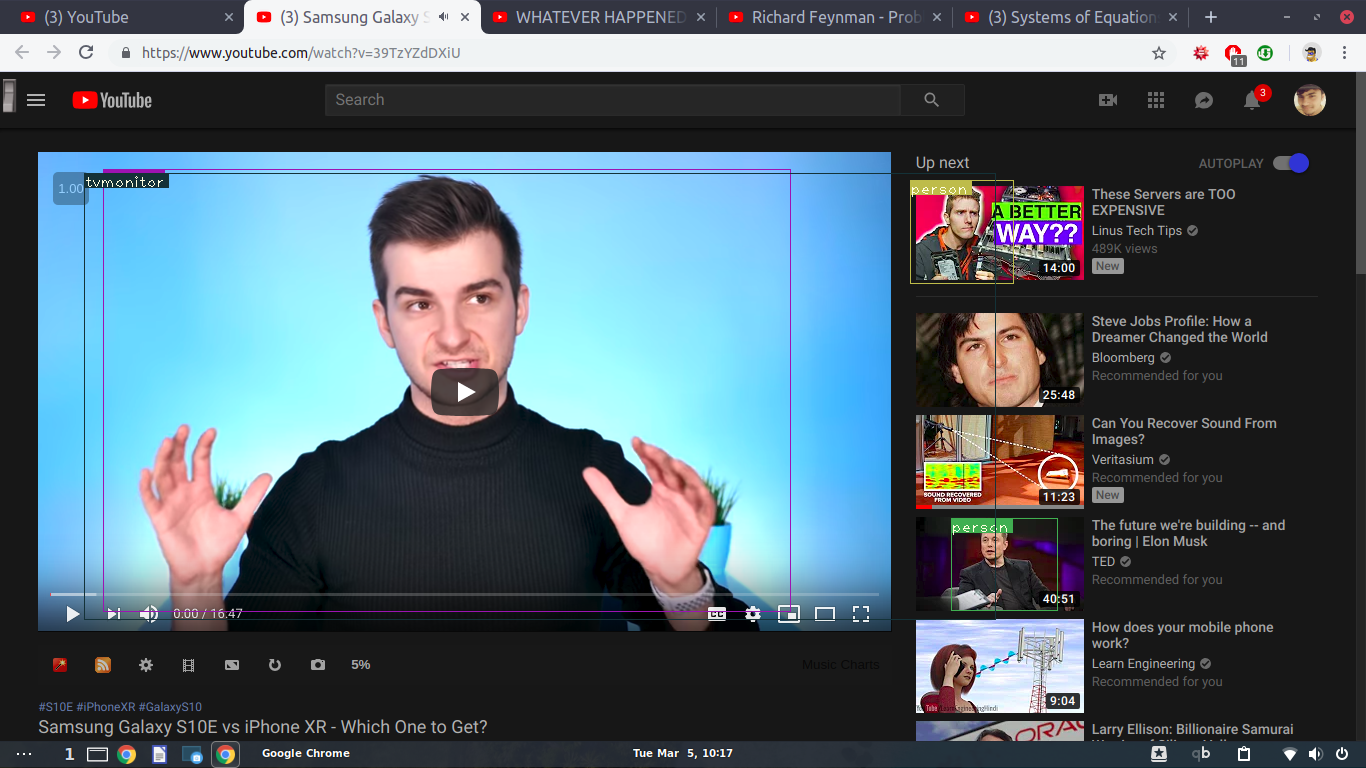 (3) YouTube
(3) Samsung Galaxy S
WHATEVER HAPPENED
Richard Feynman - Prob
(3) Systems of Equation
https://www.youtube.com/watch?v=39TzYZdDXiU
11
YouTube
Search
3
1.00
tvmonitor
0:00 / 16:47
CC
5%
Music Charts
#S10E #iPhoneXR #GalaxyS10
Samsung Galaxy S10E vs iPhone XR - Which One to Get?
Up next
AUTOPLAY
person
A BETTER
WAY??
14:00
These Servers are TOO
EXPENSIVE
Linus Tech Tips
489K views
New
25:48
Steve Jobs Profile: How a
Dreamer Changed the World
Bloomberg
Recommended for you
SOUND RECOVERED
FROM VIDEO
11:23
Can You Recover Sound From
Images?
Veritasium
Recommended for you
New
person
40:51
The future we're building -- and
boring | Elon Musk
TED
Recommended for you
9:04
How does your mobile phone
work?
Learn Engineering
Recommended for you
Larry Ellison: Billionaire Samurai
1
Google Chrome
Tue Mar 5, 10:17
qb